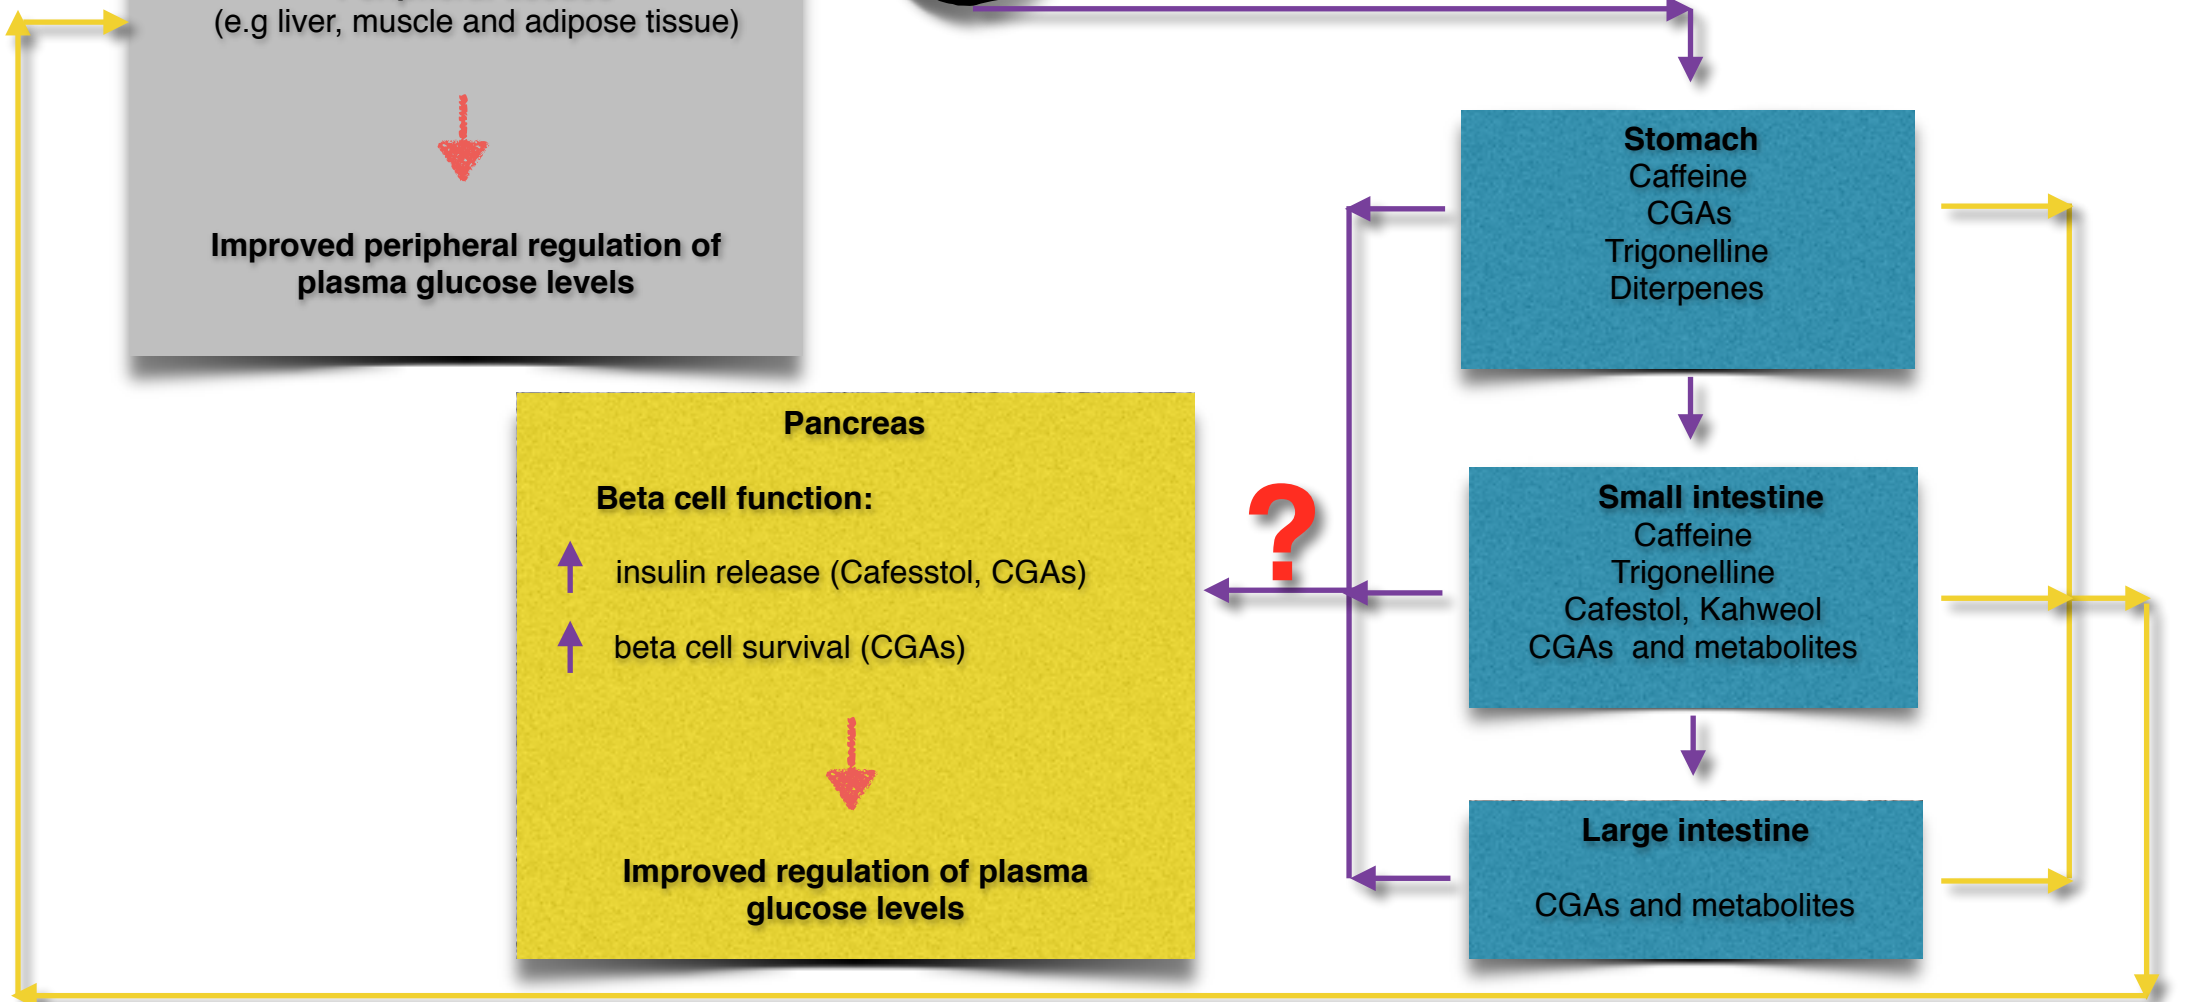 (e.g liver, muscle and adipose tissue)
Improved peripheral regulation of
plasma glucose levels
Stomach
Caffeine
CGAs
Trigonelline
Diterpenes
Pancreas
Beta cell function:
insulin release (Cafesstol, CGAs)
beta cell survival (CGAs)
Improved regulation of plasma
glucose levels
?
Small intestine
Caffeine
Trigonelline
Cafestol, Kahweol
CGAs  and metabolites
Large intestine
CGAs and metabolites